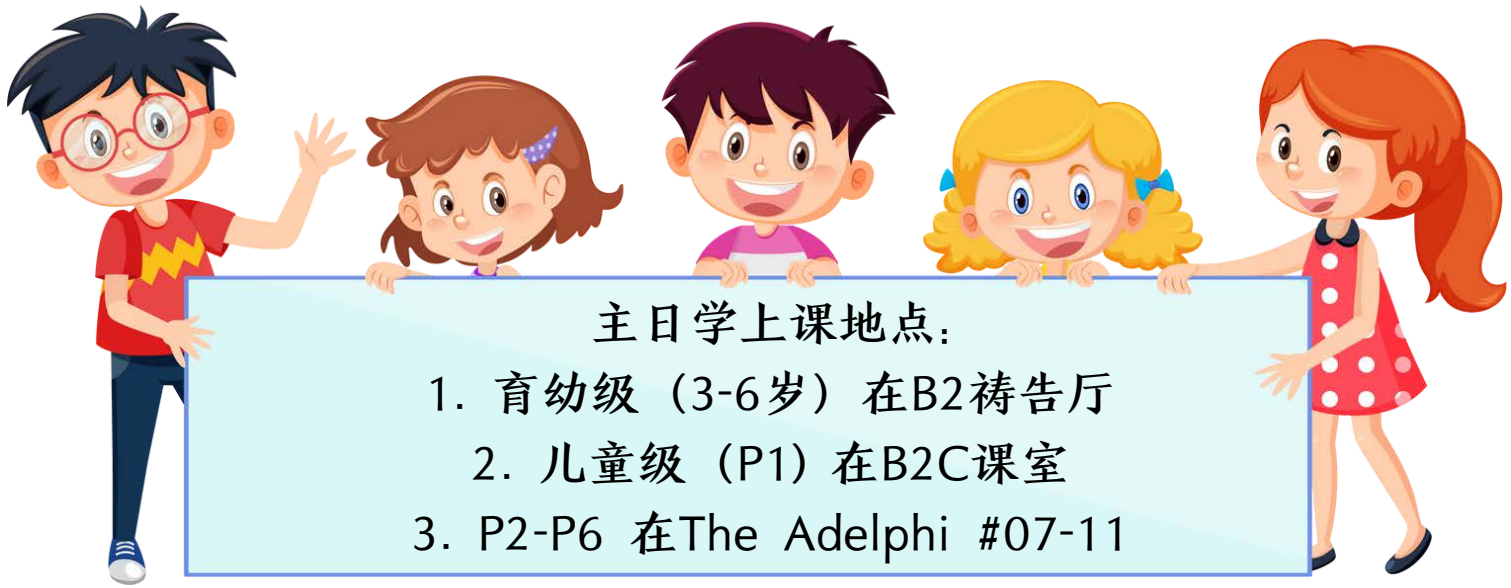 主日学上课地点：
1. 育幼级（3-6岁）在B2祷告厅
2. 儿童级（P1）在B2C课室
3. P2-P6 在The Adelphi #07-11